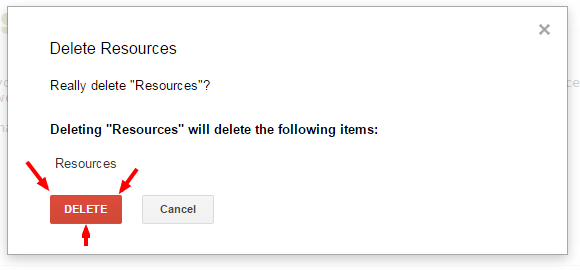 Delete Resources
Really delete "Resources"?
Deleting "Resources" will delete the following items:
Resources
DELETE
Cancel